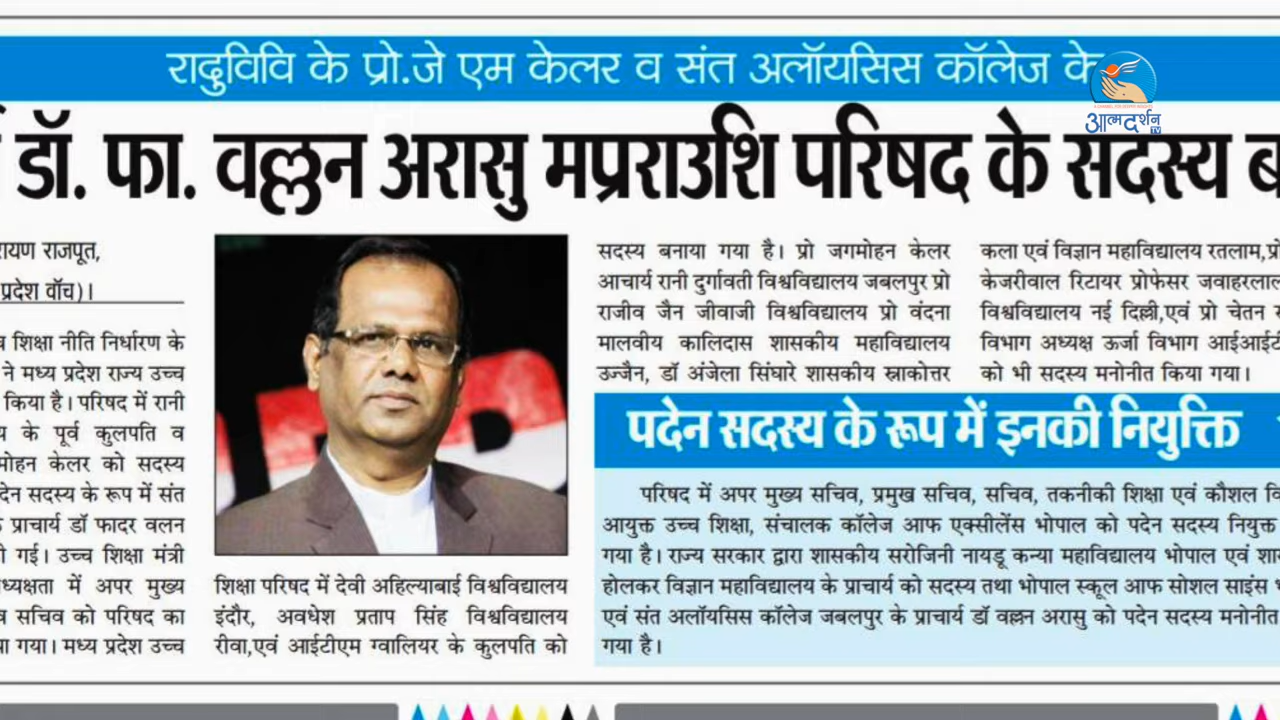 रादुविवि के प्रो.जे एम केलर व संत अलॉयसिस कॉलेज के
आत्मदर्शन
TV
डॉ. फा. वल्लन अरासु मप्रराउशि परिषद के सदस्य
राजपूत,
प्रदेश वॉच)।
शिक्षा नीति निर्धारण के
ने मध्य प्रदेश राज्य उच्च
किया है। परिषद में रानी
के पूर्व कुलपति व
केलर को सदस्य
सदस्य के रूप में संत
प्राचार्य डॉ फादर वलन
गई। उच्च शिक्षा मंत्री
में अपर मुख्य
सचिव को परिषद का
गया। मध्य प्रदेश उच्च
शिक्षा परिषद में देवी अहिल्याबाई विश्वविद्यालय
इंदौर, अवधेश प्रताप सिंह विश्वविद्यालय
रीवा,एवं आईटीएम ग्वालियर के कुलपति को
सदस्य बनाया गया है। प्रो जगमोहन केलर
आचार्य रानी दुर्गावती विश्वविद्यालय जबलपुर प्रो
राजीव जैन जीवाजी विश्वविद्यालय प्रो वंदना
मालवीय कालिदास शासकीय महाविद्यालय
उज्जैन, डॉ अंजेला सिंघारे शासकीय स्नाकोत्तर
कला एवं विज्ञान महाविद्यालय रतलाम,प्रो
केजरीवाल रिटायर प्रोफेसर जवाहरलाल
विश्वविद्यालय नई दिल्ली,एवं प्रो चेतन
विभाग अध्यक्ष ऊर्जा विभाग आईआईटी
को भी सदस्य मनोनीत किया गया।
पदेन सदस्य के रूप में इनकी नियुक्ति
परिषद में अपर मुख्य सचिव, प्रमुख सचिव, सचिव, तकनीकी शिक्षा एवं कौशल
आयुक्त उच्च शिक्षा, संचालक कॉलेज आफ एक्सीलेंस भोपाल को पदेन सदस्य नियुक्त
गया है। राज्य सरकार द्वारा शासकीय सरोजिनी नायडू कन्या महाविद्यालय भोपाल एवं
होलकर विज्ञान महाविद्यालय के प्राचार्य को सदस्य तथा भोपाल स्कूल आफ सोशल साइंस
एवं संत अलॉयसिस कॉलेज जबलपुर के प्राचार्य डॉ वल्लन अरासु को पदेन सदस्य मनोनीत
गया है।